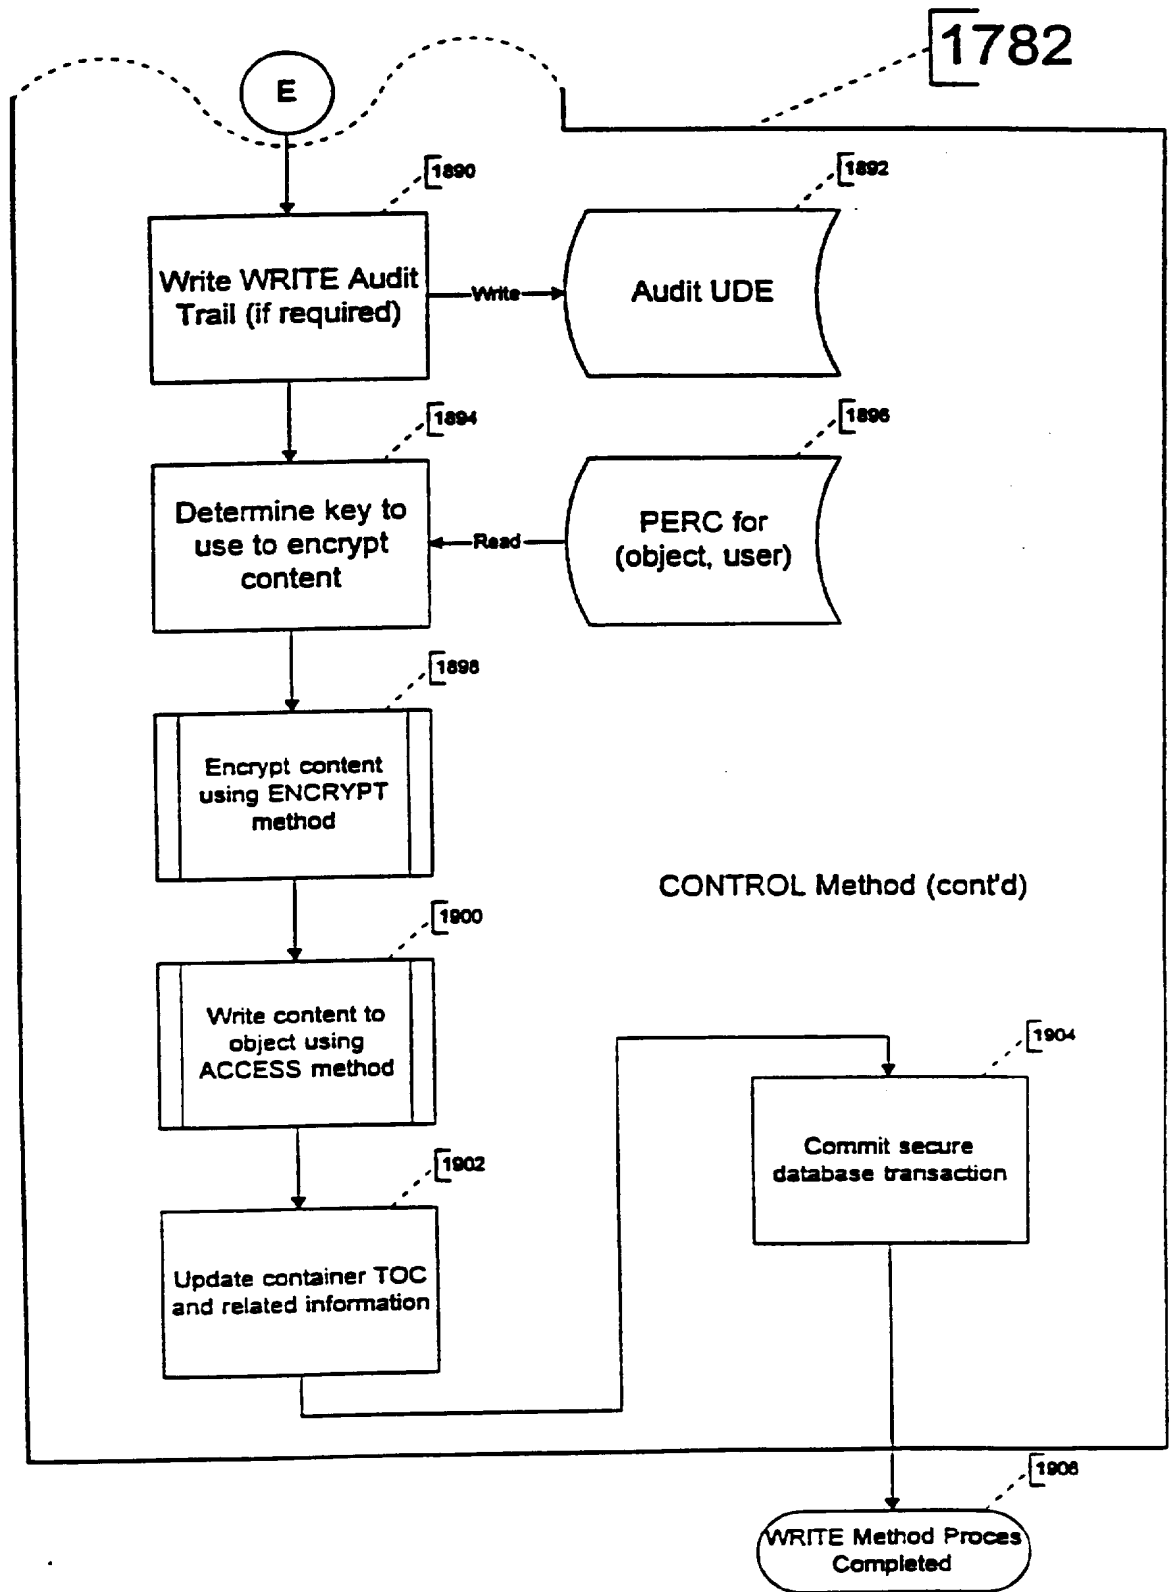 1782
E
1890
Write WRITE Audit
Trail (if required)
Write
1892
Audit UDE
1894
Determine key to
use to encrypt
content
Read
1896
PERC for
(object, user)
1898
Encrypt content
using ENCRYPT
method
CONTROL Method (cont'd)
1900
Write content to
object using
ACCESS method
1902
Update container TOC
and related information
1904
Commit secure
database transaction
1906
WRITE Method Proces
Completed